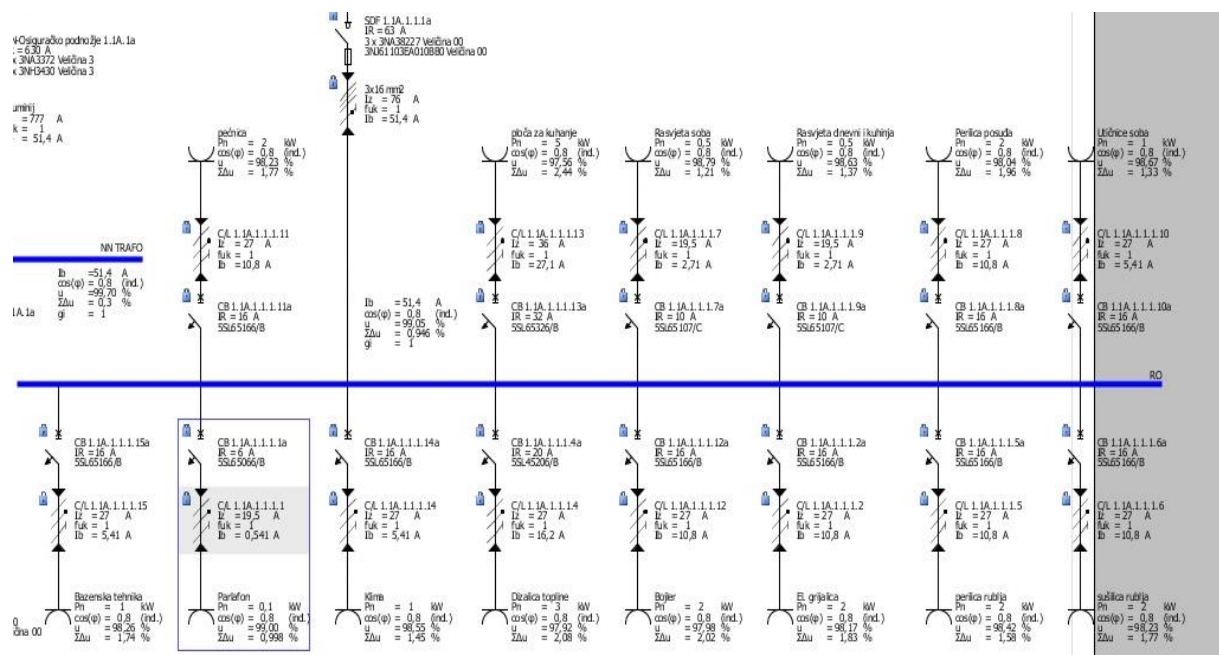 N-Osiguračko podnožje 1.1A.1a
= 630 A
x 3NA3372 Veličina 3
x 3NH3430 Veličina 3
uminij
=777 A
k = 1
= 51,4 A
SDF 1.1A.1.1.1a
IR = 63 A
3 x 3NA38227 Veličina 00
3NJ61103EA010BB0 Veličina 00
3x16 mm2
Iz = 76 A
fuk = 1
Ib = 51,4 A
pećnica
Pn = 2 kW
cos(φ) = 0,8 (ind.)
u = 98,23 %
ΣΔu = 1,77 %
ploča za kuhanje
Pn = 5 kW
cos(φ) = 0,8 (ind.)
u = 97,56 %
ΣΔu = 2,44 %
Rasvjeta soba
Pn = 0,5 kW
cos(φ) = 0,8 (ind.)
u = 98,79 %
ΣΔu = 1,21 %
Rasvjeta dnevni i kuhinja
Pn = 0,5 kW
cos(φ) = 0,8 (ind.)
u = 98,63 %
ΣΔu = 1,37 %
Perilica posuđa
Pn = 2 kW
cos(φ) = 0,8 (ind.)
u = 98,04 %
ΣΔu = 1,96 %
Utičnice soba
Pn = 1 kW
cos(φ) = 0,8 (ind.)
u = 98,67 %
ΣΔu = 1,33 %
C/L 1.1A.1.1.1.11
Iz = 27 A
fuk = 1
Ib = 10,8 A
C/L 1.1A.1.1.1.13
Iz = 36 A
fuk = 1
Ib = 27,1 A
C/L 1.1A.1.1.1.7
Iz = 19,5 A
fuk = 1
Ib = 2,71 A
C/L 1.1A.1.1.1.9
Iz = 19,5 A
fuk = 1
Ib = 2,71 A
C/L 1.1A.1.1.1.8
Iz = 27 A
fuk = 1
Ib = 10,8 A
C/L 1.1A.1.1.1.10
Iz = 27 A
fuk = 1
Ib = 5,41 A
NN TRAFO
Ib =51,4 A
cos(φ) = 0,8 (ind.)
u =99,70 %
ΣΔu = 0,3 %
gi = 1
1A.1a
CB 1.1A.1.1.1.11a
IR = 16 A
5SL65166/B
Ib =51,4 A
cos(φ) = 0,8 (ind.)
u = 99,05 %
ΣΔu = 0,946 %
gi = 1
CB 1.1A.1.1.1.13a
IR = 32 A
5SL65326/B
CB 1.1A.1.1.1.7a
IR = 10 A
5SL65107/C
CB 1.1A.1.1.1.9a
IR = 10 A
5SL65107/C
CB 1.1A.1.1.1.8a
IR = 16 A
5SL65166/B
CB 1.1A.1.1.1.10a
IR = 16 A
5SL65166/B
RO
CB 1.1A.1.1.1.15a
IR = 16 A
5SL65166/B
CB 1.1A.1.1.1.1a
IR = 6 A
5SL65066/B
CB 1.1A.1.1.1.14a
IR = 16 A
5SL65166/B
CB 1.1A.1.1.1.4a
IR = 20 A
5SL45206/B
CB 1.1A.1.1.1.12a
IR = 16 A
5SL65166/B
CB 1.1A.1.1.1.2a
IR = 16 A
5SL65166/B
CB 1.1A.1.1.1.5a
IR = 16 A
5SL65166/B
CB 1.1A.1.1.1.6a
IR = 16 A
5SL65166/B
C/L 1.1A.1.1.1.15
Iz = 27 A
fuk = 1
Ib = 5,41 A
C/L 1.1A.1.1.1.1
Iz = 19,5 A
fuk = 1
Ib = 0,541 A
C/L 1.1A.1.1.1.14
Iz = 27 A
fuk = 1
Ib = 5,41 A
C/L 1.1A.1.1.1.4
Iz = 27 A
fuk = 1
Ib = 16,2 A
C/L 1.1A.1.1.1.12
Iz = 27 A
fuk = 1
Ib = 10,8 A
C/L 1.1A.1.1.1.2
Iz = 27 A
fuk = 1
Ib = 10,8 A
C/L 1.1A.1.1.1.5
Iz = 27 A
fuk = 1
Ib = 10,8 A
C/L 1.1A.1.1.1.6
Iz = 27 A
fuk = 1
Ib = 10,8 A
0
čina 00
Bazenska tehnika
Pn = 1 kW
cos(φ) = 0,8 (ind.)
u = 98,26 %
ΣΔu = 1,74 %
Parlafon
Pn = 0,1 kW
cos(φ) = 0,8 (ind.)
u = 99,00 %
ΣΔu = 0,998 %
Klima
Pn = 1 kW
cos(φ) = 0,8 (ind.)
u = 98,55 %
ΣΔu = 1,45 %
Dizalica topline
Pn = 3 kW
cos(φ) = 0,8 (ind.)
u = 97,92 %
ΣΔu = 2,08 %
Bojler
Pn = 2 kW
cos(φ) = 0,8 (ind.)
u = 97,98 %
ΣΔu = 2,02 %
El. grijalica
Pn = 2 kW
cos(φ) = 0,8 (ind.)
u = 98,17 %
ΣΔu = 1,83 %
perilica rublja
Pn = 2 kW
cos(φ) = 0,8 (ind.)
u = 98,42 %
ΣΔu = 1,58 %
sušilica rublja
Pn = 2 kW
cos(φ) = 0,8 (ind.)
u = 98,23 %
ΣΔu = 1,77 %